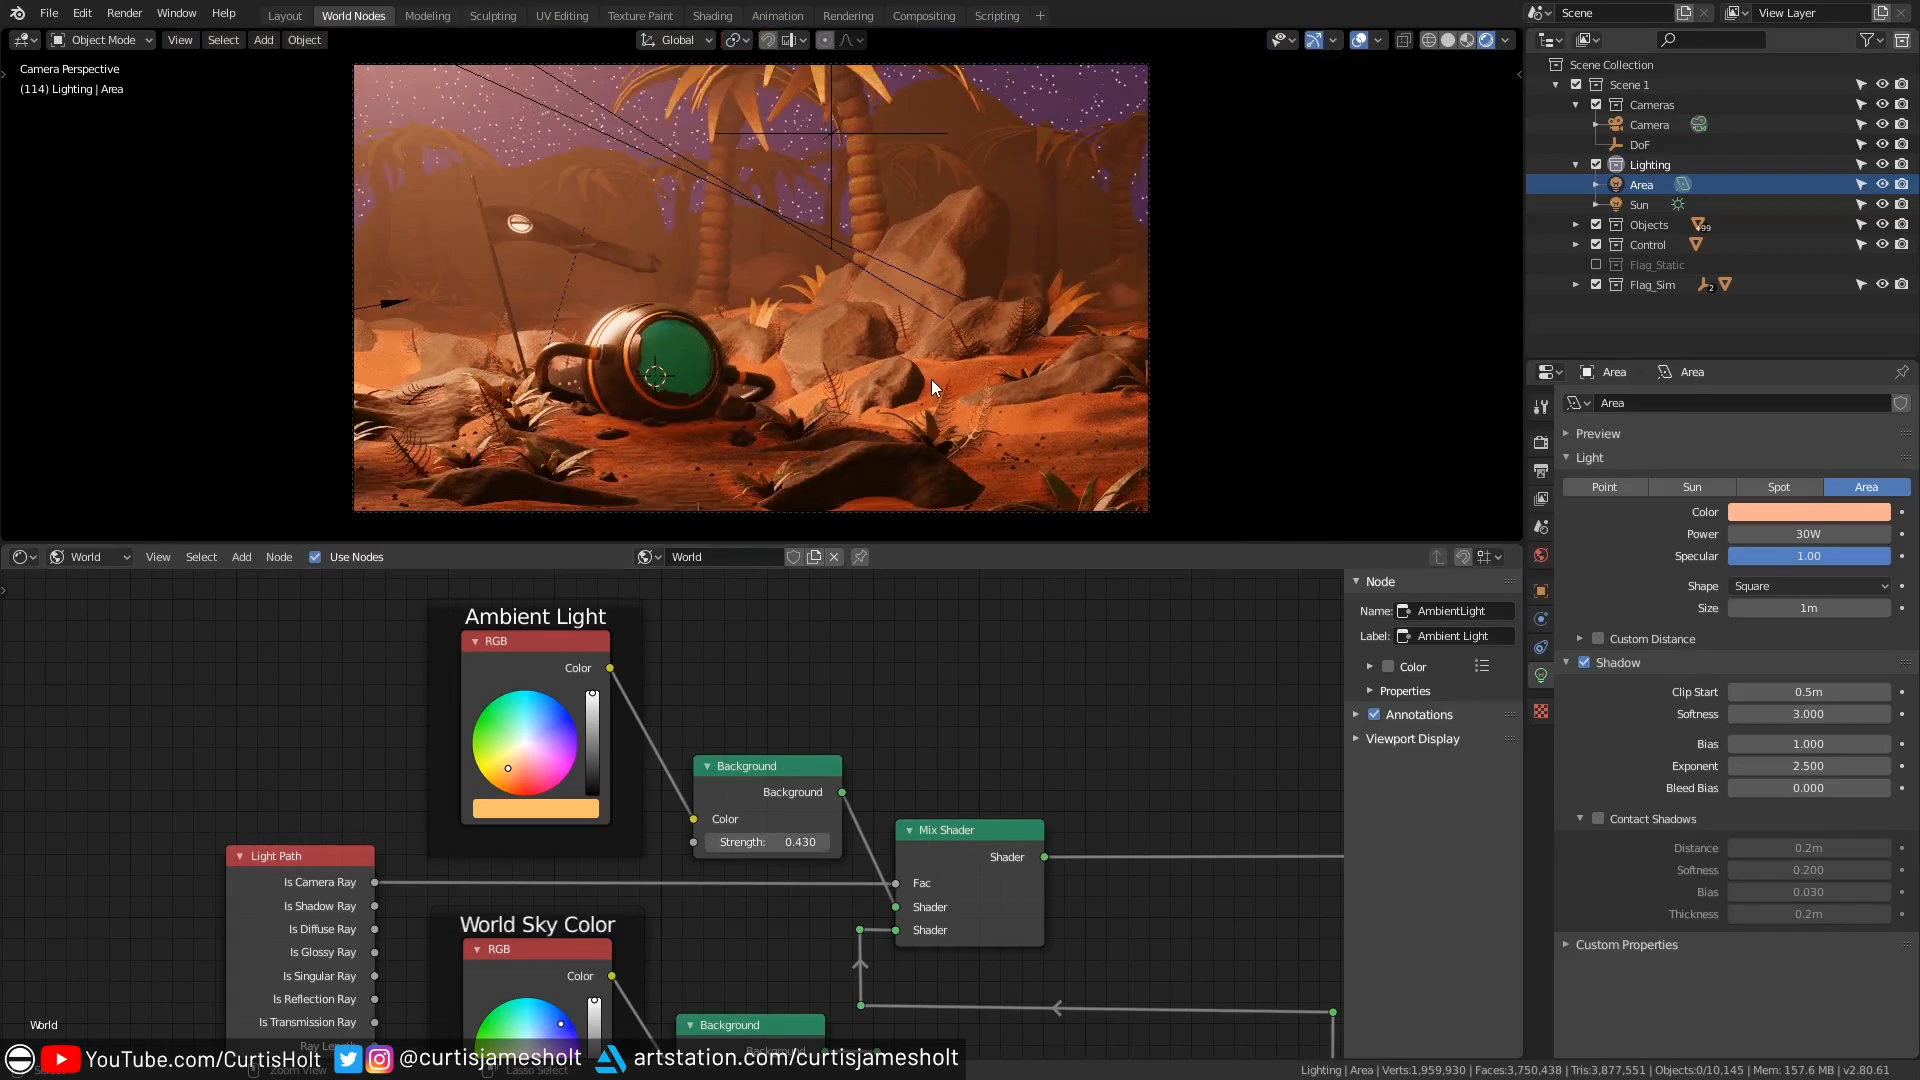 File Edit Render Window Help Layout World Nodes Modeling Sculpting UV Editing Texture Paint Shading Animation Rendering Compositing Scripting + Scene View Layer
Object Mode View Select Add Object Global
Camera Perspective
(114) Lighting | Area
Scene Collection
Scene 1
Cameras
Camera
DoF
Lighting
Area
Sun
Objects
+99
Control
Flag_Static
Flag_Sim
2
Area Area
Area
Preview
Light
Point Sun Spot Area
Color
Power 30W
Specular 1.00
Shape Square
Size 1m
Custom Distance
Shadow
Clip Start 0.5m
Softness 3.000
Bias 1.000
Exponent 2.500
Bleed Bias 0.000
Contact Shadows
Distance 0.2m
Softness 0.200
Bias 0.030
Thickness 0.2m
Custom Properties
World View Select Add Node Use Nodes World
Node
Name: AmbientLight
Label: Ambient Light
Color
Properties
Annotations
Viewport Display
Ambient Light
RGB
Color
Background
Background
Color
Strength: 0.430
Mix Shader
Shader
Fac
Shader
Shader
Light Path
Is Camera Ray
Is Shadow Ray
Is Diffuse Ray
Is Glossy Ray
Is Singular Ray
Is Reflection Ray
Is Transmission Ray
World Sky Color
RGB
Color
Background
World
YouTube.com/CurtisHolt @curtisjamesholt artstation.com/curtisjamesholt
Lighting | Area | Verts:1,959,930 | Faces:3,750,438 | Tris:3,877,551 | Objects:0/10,145 | Mem: 157.6 MB | v2.80.61